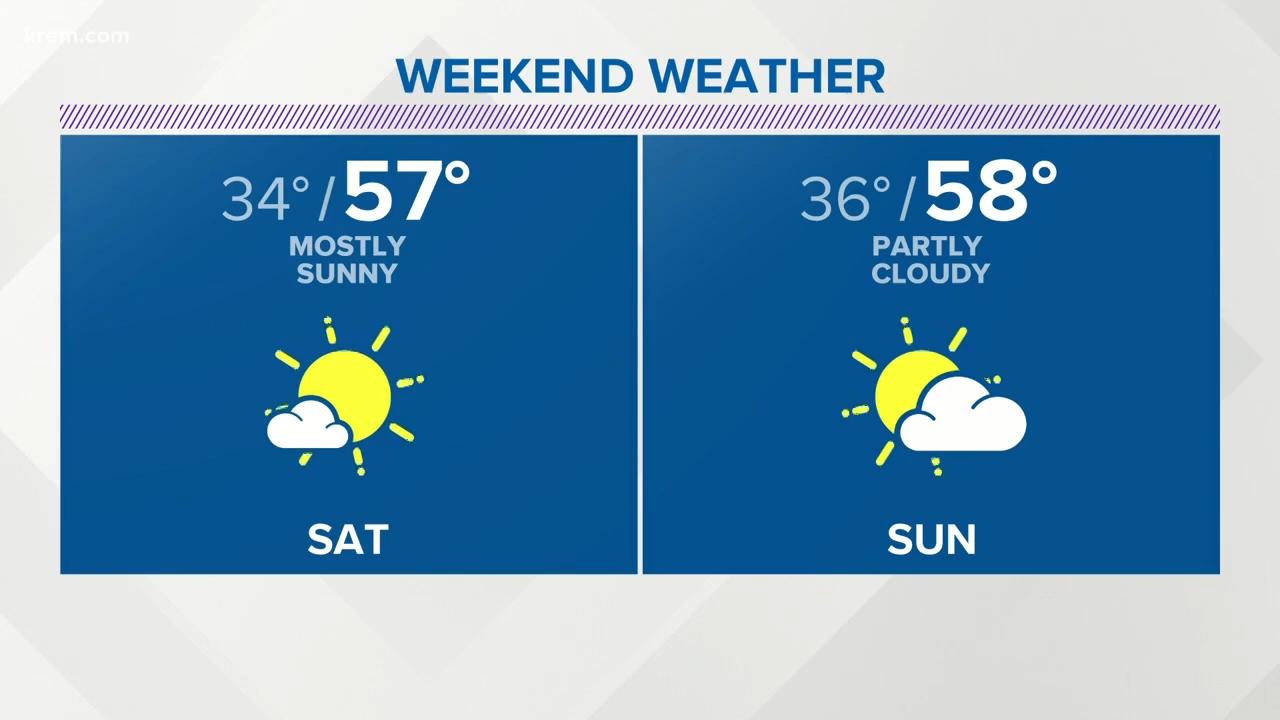 krem.com
WEEKEND WEATHER
34°/57°
MOSTLY
SUNNY
SAT
36°/58°
PARTLY
CLOUDY
SUN